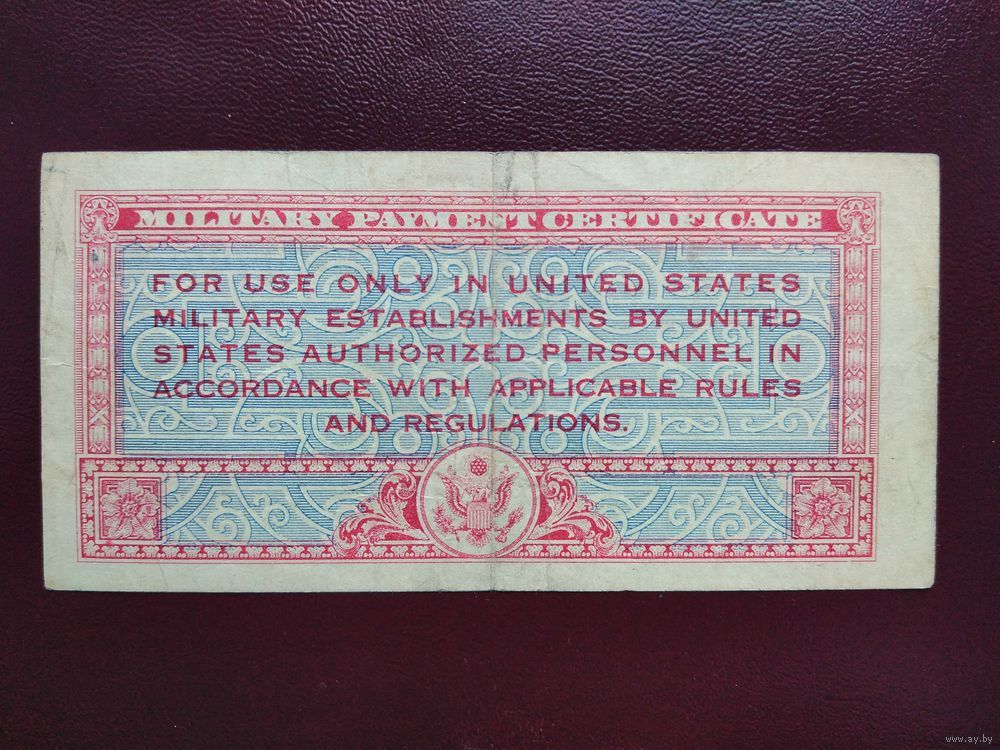 MILITARY PAYMENT CERTIFICATE
FOR USE ONLY IN UNITED STATES
MILITARY ESTABLISHMENTS BY UNITED
STATES AUTHORIZED PERSONNEL IN
ACCORDANCE WITH APPLICABLE RULES
AND REGULATIONS.
www.ay.by